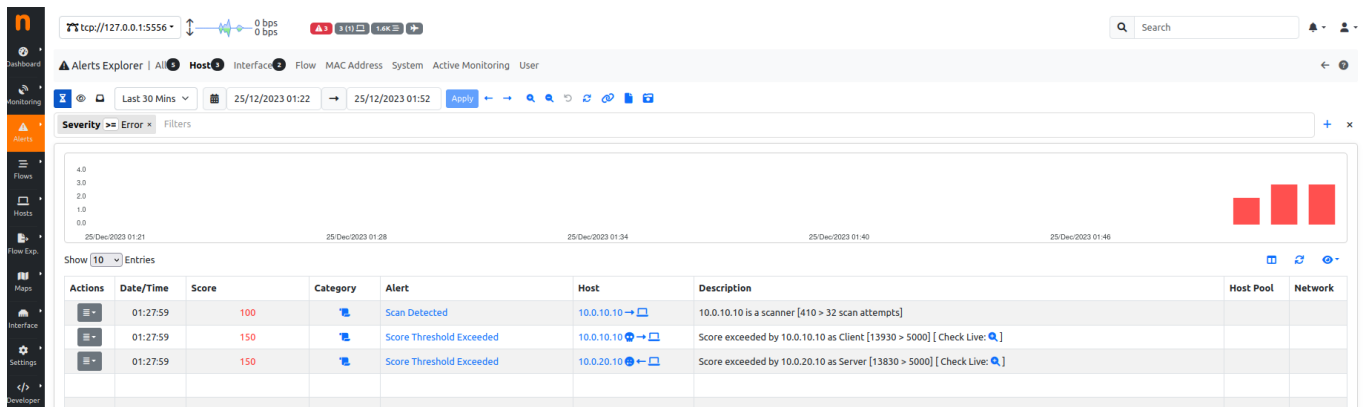 n
tcp://127.0.0.1:5556
0 bps
0 bps
3
3 (1)
1.6K
Search
Dashboard
Alerts Explorer | All 5 Host 3 Interface 2 Flow MAC Address System Active Monitoring User
Monitoring
Last 30 Mins 25/12/2023 01:22 → 25/12/2023 01:52 Apply
Alerts
Severity >= Error × Filters
Flows
Hosts
Flow Exp.
Maps
Interface
Settings
Developer
4.0
3.0
2.0
1.0
0.0
25/Dec/2023 01:21 25/Dec/2023 01:28 25/Dec/2023 01:34 25/Dec/2023 01:40 25/Dec/2023 01:46
Show 10 Entries
Actions Date/Time Score Category Alert Host Description Host Pool Network
01:27:59 100 Scan Detected 10.0.10.10 → 10.0.10.10 is a scanner [410 > 32 scan attempts]
01:27:59 150 Score Threshold Exceeded 10.0.10.10 → Score exceeded by 10.0.10.10 as Client [13930 > 5000] [ Check Live: ]
01:27:59 150 Score Threshold Exceeded 10.0.20.10 ← Score exceeded by 10.0.20.10 as Server [13830 > 5000] [ Check Live: ]